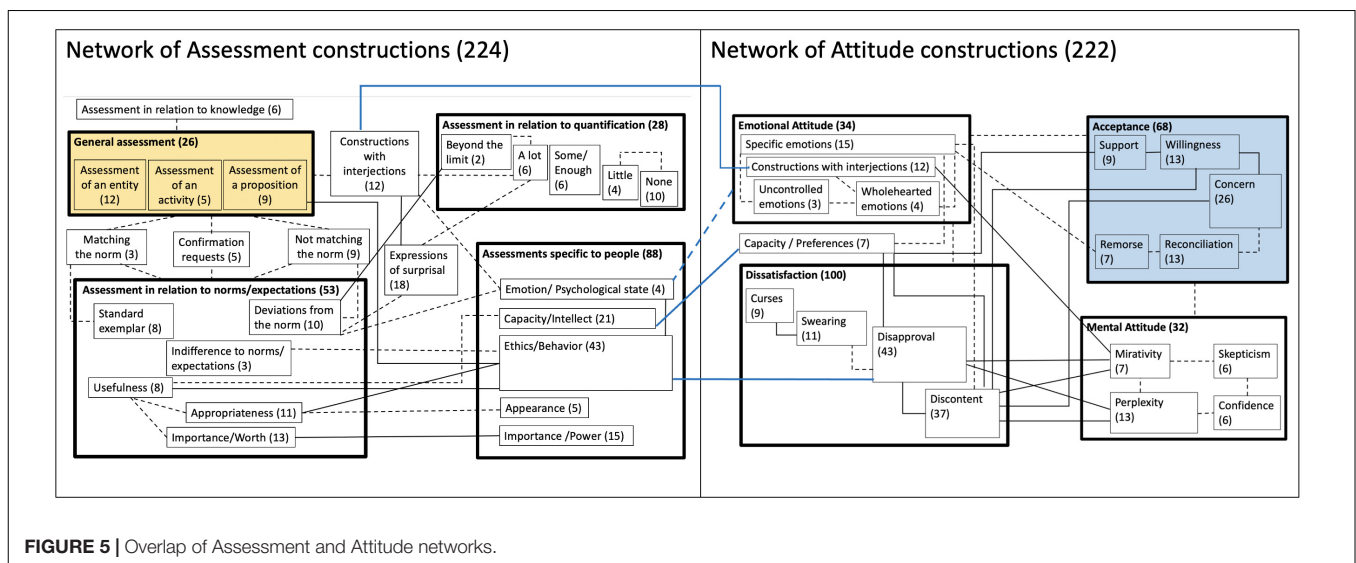 Network of Assessment constructions (224)
Assessment in relation to knowledge (6)
General assessment (26)
Assessment
of an entity
(12)
Assessment
of an
activity (5)
Assessment of
a proposition
(9)
Constructions
with
interjections
(12)
Assessment in relation to quantification (28)
Beyond the
limit (2)
A lot
(6)
Some/
Enough
(6)
Little
(4)
None
(10)
Matching
the norm (3)
Confirmation
requests (5)
Not matching
the norm (9)
Expressions
of surprisal
(18)
Assessment in relation to norms/expectations (53)
Standard
exemplar (8)
Deviations from
the norm (10)
Indifference to norms/
expectations (3)
Usefulness (8)
Appropriateness (11)
Importance/Worth (13)
Assessments specific to people (88)
Emotion/ Psychological state (4)
Capacity/Intellect (21)
Ethics/Behavior (43)
Appearance (5)
Importance /Power (15)
Network of Attitude constructions (222)
Emotional Attitude (34)
Specific emotions (15)
Constructions with interjections (12)
Uncontrolled
emotions (3)
Wholehearted
emotions (4)
Capacity / Preferences (7)
Dissatisfaction (100)
Curses
(9)
Swearing
(11)
Disapproval
(43)
Discontent
(37)
Acceptance (68)
Support
(9)
Willingness
(13)
Concern
(26)
Remorse
(7)
Reconciliation
(13)
Mental Attitude (32)
Mirativity
(7)
Skepticism
(6)
Perplexity
(13)
Confidence
(6)
FIGURE 5 | Overlap of Assessment and Attitude networks.